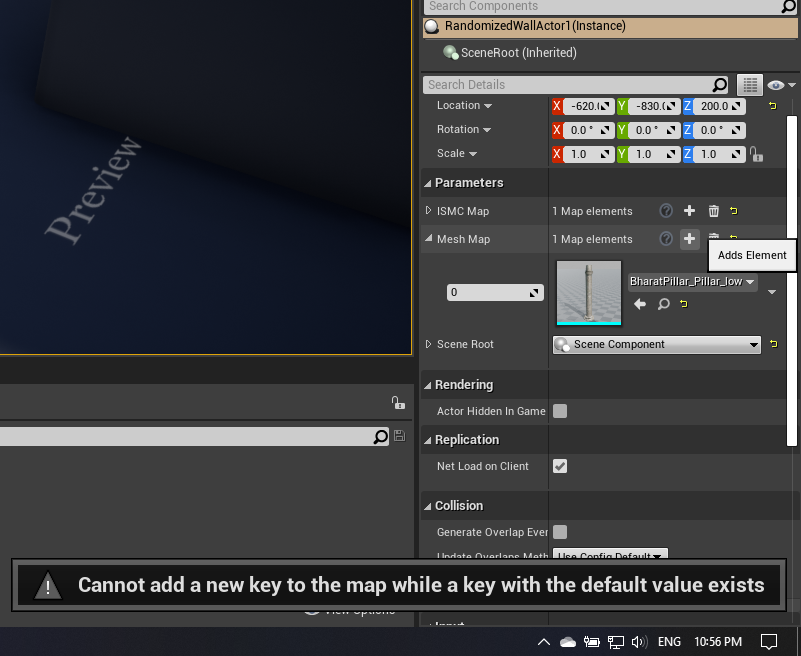 Search Components
RandomizedWallActor1(Instance)
SceneRoot (Inherited)
Search Details
Location X -620.0 Y -830.0 Z 200.0
Rotation X 0.0 ° Y 0.0 ° Z 0.0 °
Scale X 1.0 Y 1.0 Z 1.0
Parameters
ISMC Map 1 Map elements
Mesh Map 1 Map elements
Adds Element
0 BharatPillar_Pillar_low
Scene Root Scene Component
Rendering
Actor Hidden In Game
Replication
Net Load on Client
Collision
Generate Overlap Ever
Update Overlaps Meth Use Config Default
Cannot add a new key to the map while a key with the default value exists
View Options
Input
Preview
ENG 10:56 PM